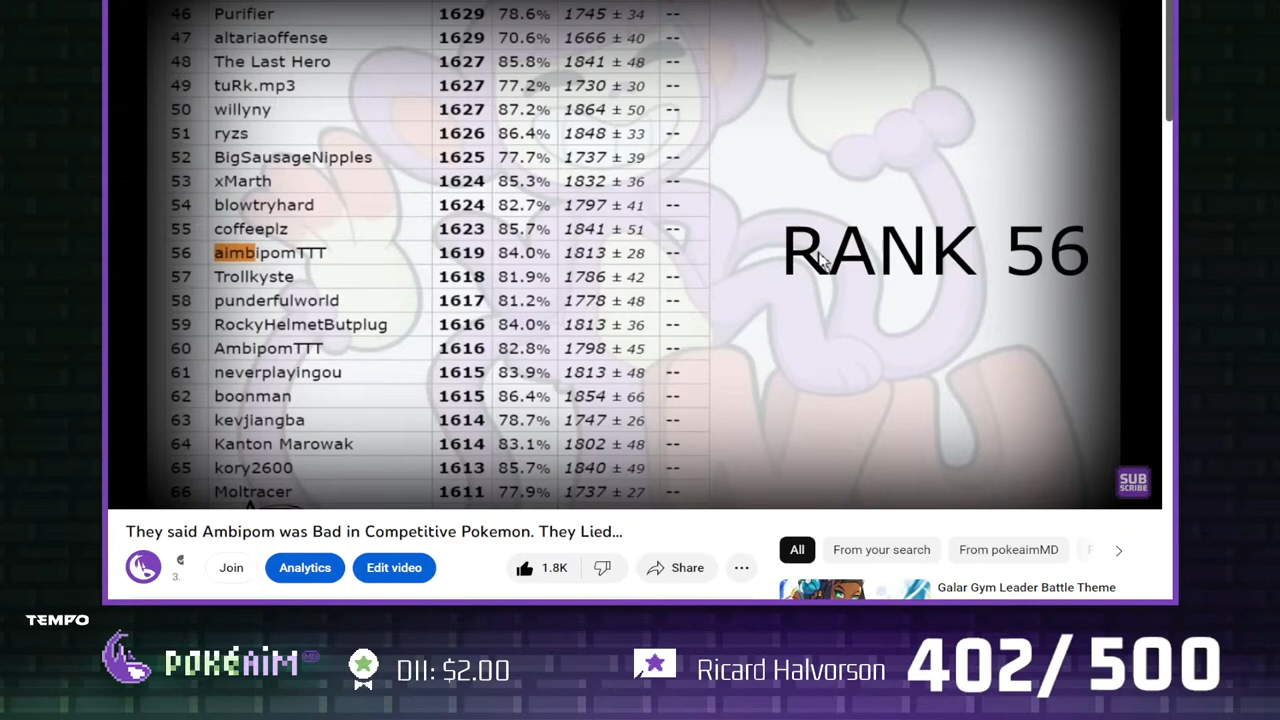 46 Purifier 1629 78.6% 1745 ± 34 --
47 altariaoffense 1629 70.6% 1666 ± 40 --
48 The Last Hero 1627 85.8% 1841 ± 48 --
49 tuRk.mp3 1627 77.2% 1730 ± 30 --
50 willyny 1627 87.2% 1864 ± 50 --
51 ryzs 1626 86.4% 1848 ± 33 --
52 BigSausageNipples 1625 77.7% 1737 ± 39 --
53 xMarth 1624 85.3% 1832 ± 36 --
54 blowtryhard 1624 82.7% 1797 ± 41 --
55 coffeeplz 1623 85.7% 1841 ± 51 --
56 aimbipomTTT 1619 84.0% 1813 ± 28 --
RANK 56
57 Trollkyste 1618 81.9% 1786 ± 42 --
58 punderfulworld 1617 81.2% 1778 ± 48 --
59 RockyHelmetButplug 1616 84.0% 1813 ± 36 --
60 AmbipomTTT 1616 82.8% 1798 ± 45 --
61 neverplayingou 1615 83.9% 1813 ± 48 --
62 boonman 1615 86.4% 1854 ± 66 --
63 kevjiangba 1614 78.7% 1747 ± 26 --
64 Kanton Marowak 1614 83.1% 1802 ± 48 --
65 kory2600 1613 85.7% 1840 ± 49 --
66 Moltracer 1611 77.9% 1737 ± 27 --
SUB
SCRIBE
They said Ambipom was Bad in Competitive Pokemon. They Lied...
3. Join Analytics Edit video 1.8K Share ...
All From your search From pokeaimMD
Galar Gym Leader Battle Theme
TEMPO
POKéAIM MD DII: $2.00 Ricard Halvorson 402/500